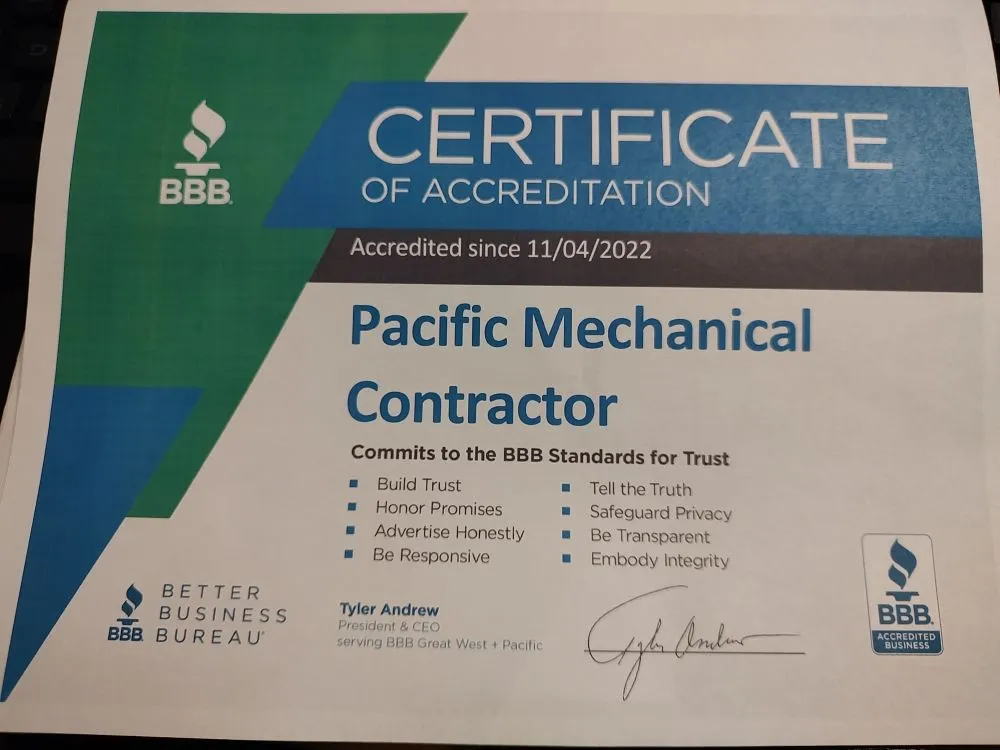 BBB®
CERTIFICATE
OF ACCREDITATION
Accredited since 11/04/2022
Pacific Mechanical
Contractor
Commits to the BBB Standards for Trust
Build Trust
Honor Promises
Advertise Honestly
Be Responsive
Tell the Truth
Safeguard Privacy
Be Transparent
Embody Integrity
BBB
BETTER
BUSINESS
BUREAU®
Tyler Andrew
President & CEO
serving BBB Great West + Pacific
Tyler Andrew
BBB®
ACCREDITED
BUSINESS